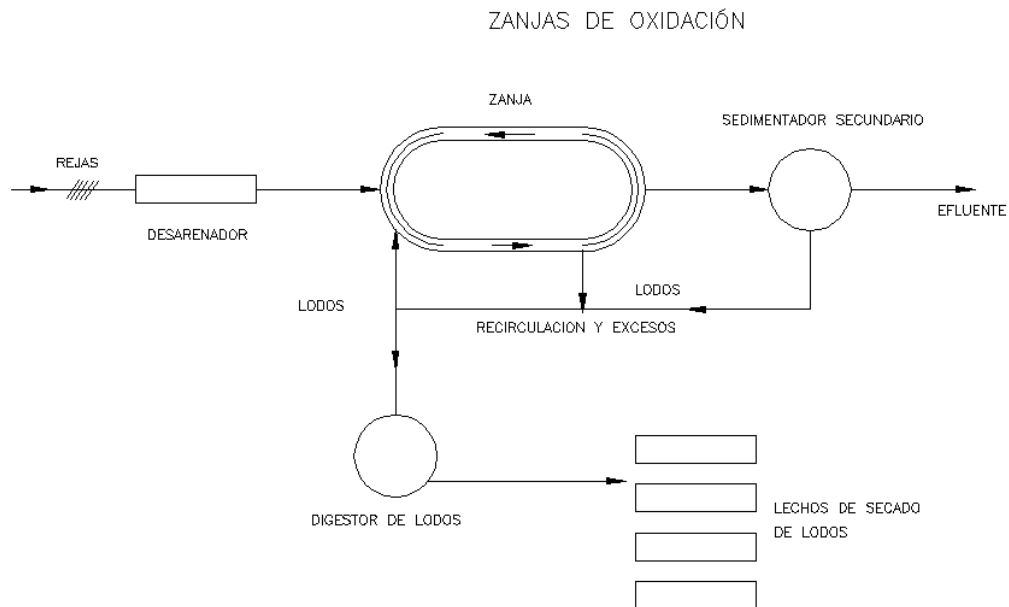 ZANJAS DE OXIDACIÓN
ZANJA
SEDIMENTADOR SECUNDARIO
REJAS
EFLUENTE
DESARENADOR
LODOS
LODOS
RECIRCULACION Y EXCESOS
DIGESTOR DE LODOS
LECHOS DE SECADO
DE LODOS